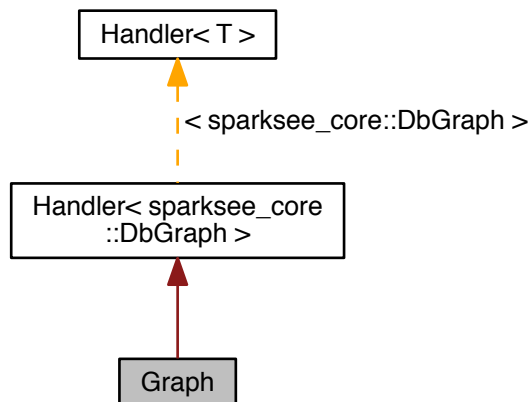 Handler< T >
< sparksee_core::DbGraph >
Handler< sparksee_core
::DbGraph >
Graph